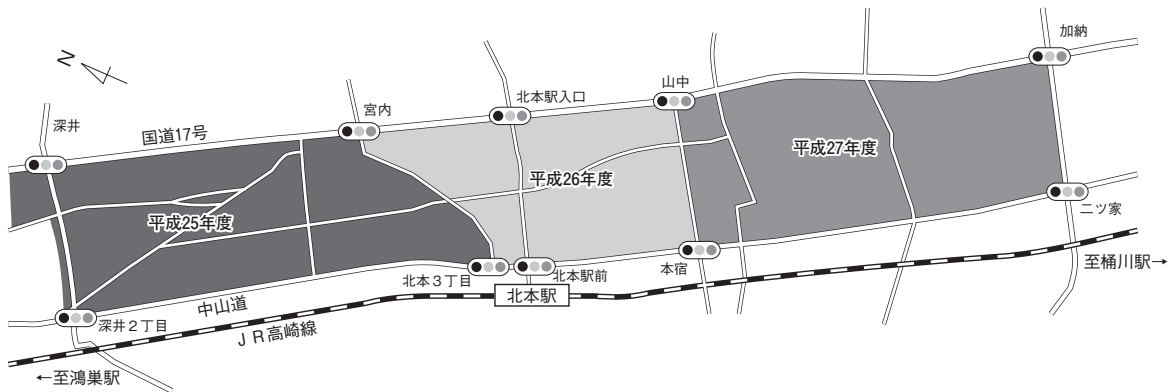 N
加納
山中
北本駅入口
宮内
深井
国道17号
平成27年度
平成26年度
平成25年度
二ツ家
本宿
北本駅前
北本３丁目
至桶川駅→
北本駅
中山道
深井２丁目
ＪＲ高崎線
←至鴻巣駅